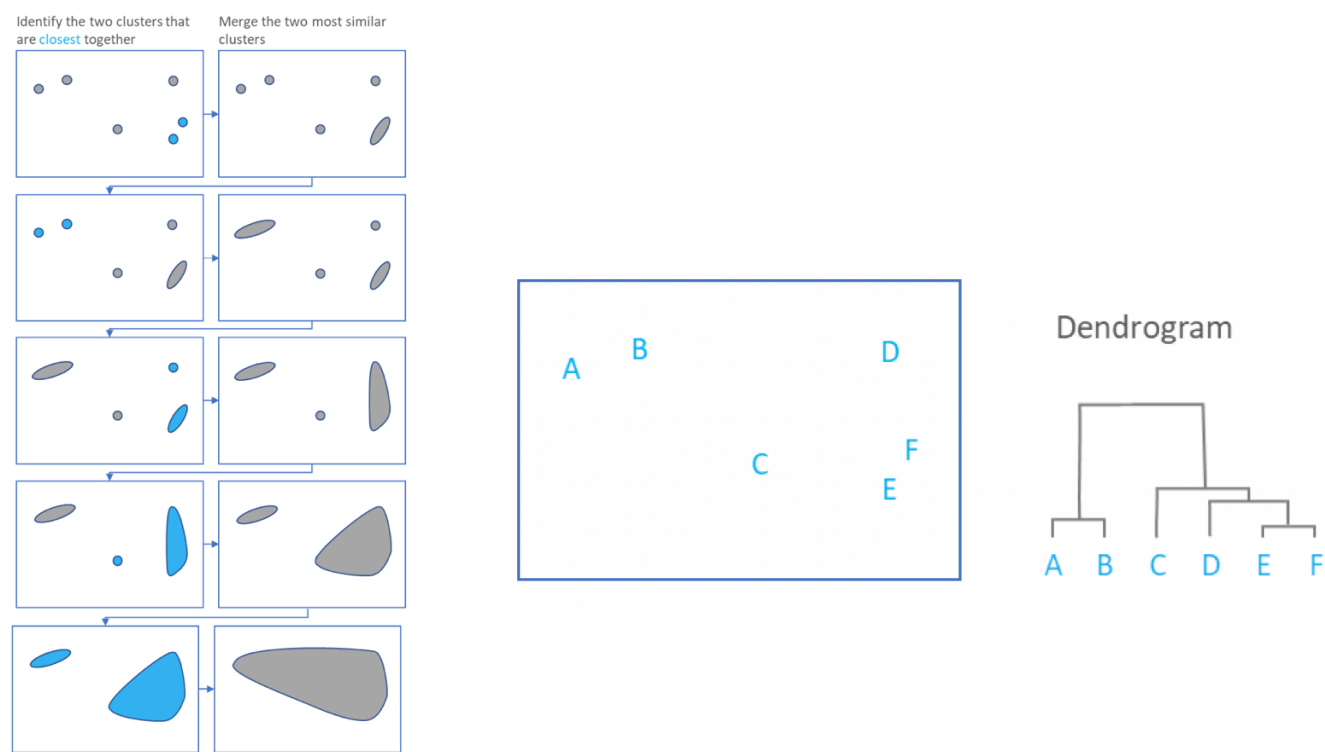 Identify the two clusters that
are closest together
Merge the two most similar
clusters
A
B
D
F
C
E
Dendrogram
A B C D E F